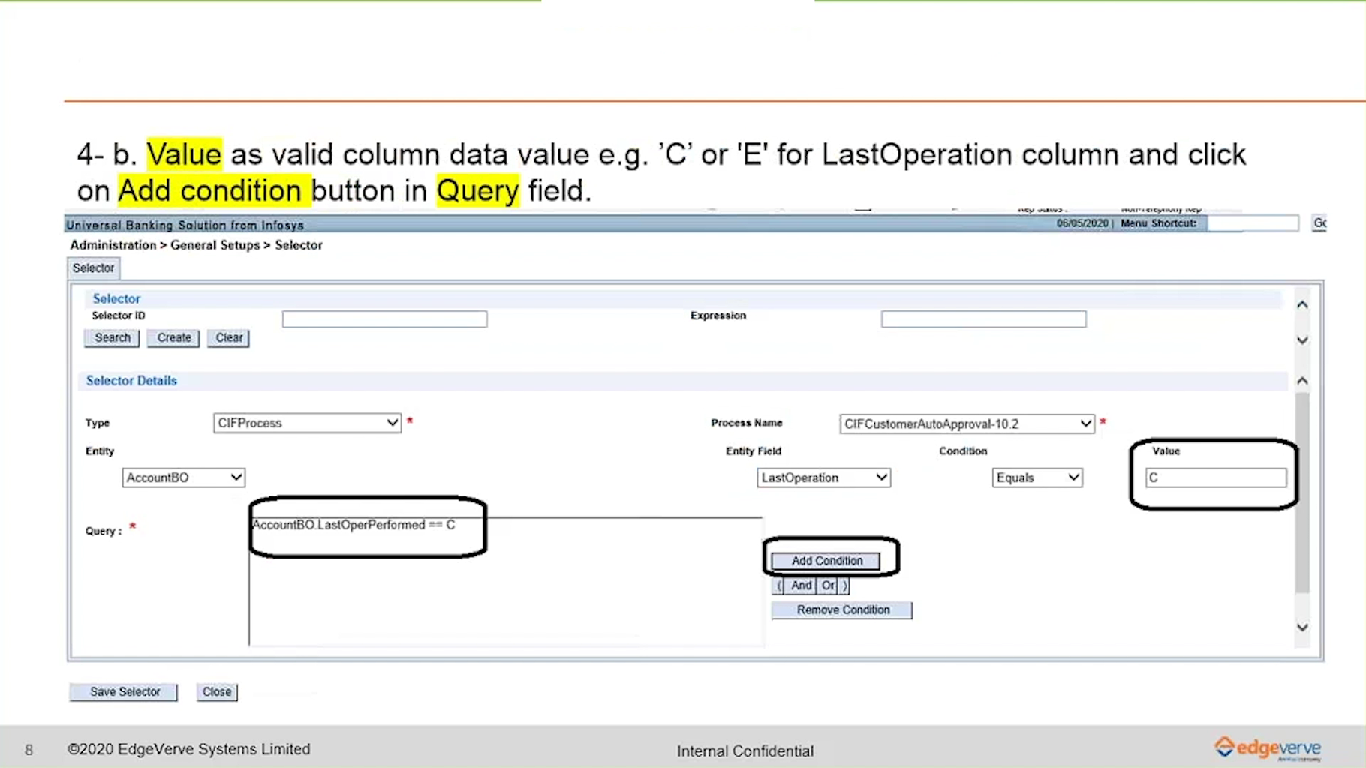 4- b. Value as valid column data value e.g. ’C’ or 'E' for LastOperation column and click
on Add condition button in Query field.
Universal Banking Solution from Infosys
06/05/2020 | Menu Shortcut:
Administration > General Setups > Selector
Selector
Selector
Selector ID
Expression
Search Create Clear
Selector Details
Type CIFProcess * Process Name CIFCustomerAutoApproval-10.2 *
Entity Entity Field Condition Value
AccountBO LastOperation Equals C
Query : * AccountBO.LastOperPerformed == C
Add Condition
( And Or )
Remove Condition
Save Selector Close
8 ©2020 EdgeVerve Systems Limited Internal Confidential edgeverve